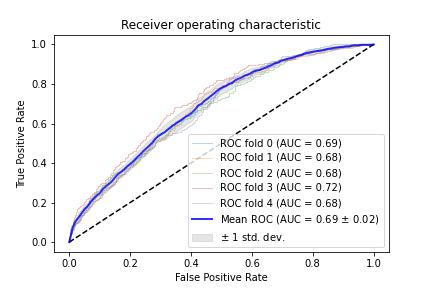 Receiver operating characteristic
True Positive Rate
1.0
0.8
0.6
0.4
0.2
0.0
ROC fold 0 (AUC = 0.69)
ROC fold 1 (AUC = 0.68)
ROC fold 2 (AUC = 0.68)
ROC fold 3 (AUC = 0.72)
ROC fold 4 (AUC = 0.68)
Mean ROC (AUC = 0.69 ± 0.02)
± 1 std. dev.
0.0 0.2 0.4 0.6 0.8 1.0
False Positive Rate